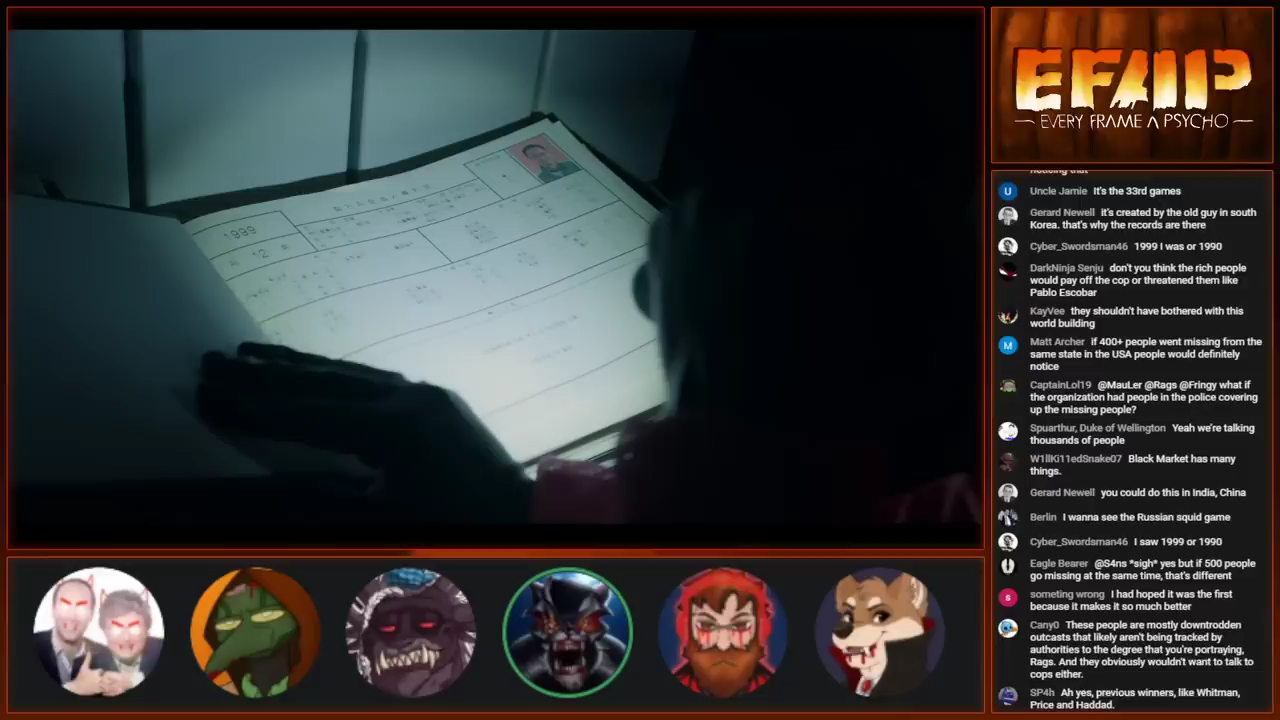 1999
12
EFAP
EVERY FRAME A PSYCHO
noticing that
Uncle Jamie It's the 33rd games
Gerard Newell it's created by the old guy in south
Korea. that's why the records are there
Cyber_Swordsman46 1999 I was or 1990
DarkNinja Senju don't you think the rich people
would pay off the cop or threatened them like
Pablo Escobar
KayVee they shouldn't have bothered with this
world building
M
Matt Archer if 400+ people went missing from the
same state in the USA people would definitely
notice
CaptainLol19 @MauLer @Rags @Fringy what if
the organization had people in the police covering
up the missing people?
Spuarthur, Duke of Wellington Yeah we're talking
thousands of people
W1llKi11edSnake07 Black Market has many
things.
Gerard Newell you could do this in India, China
Berlin I wanna see the Russian squid game
Cyber_Swordsman46 I saw 1999 or 1990
Eagle Bearer @S4ns *sigh* yes but if 500 people
go missing at the same time, that's different
s
someting wrong I had hoped it was the first
because it makes it so much better
Cany0 These people are mostly downtrodden
outcasts that likely aren't being tracked by
authorities to the degree that you're portraying,
Rags. And they obviously wouldn't want to talk to
cops either.
SP4h Ah yes, previous winners, like Whitman,
Price and Haddad.